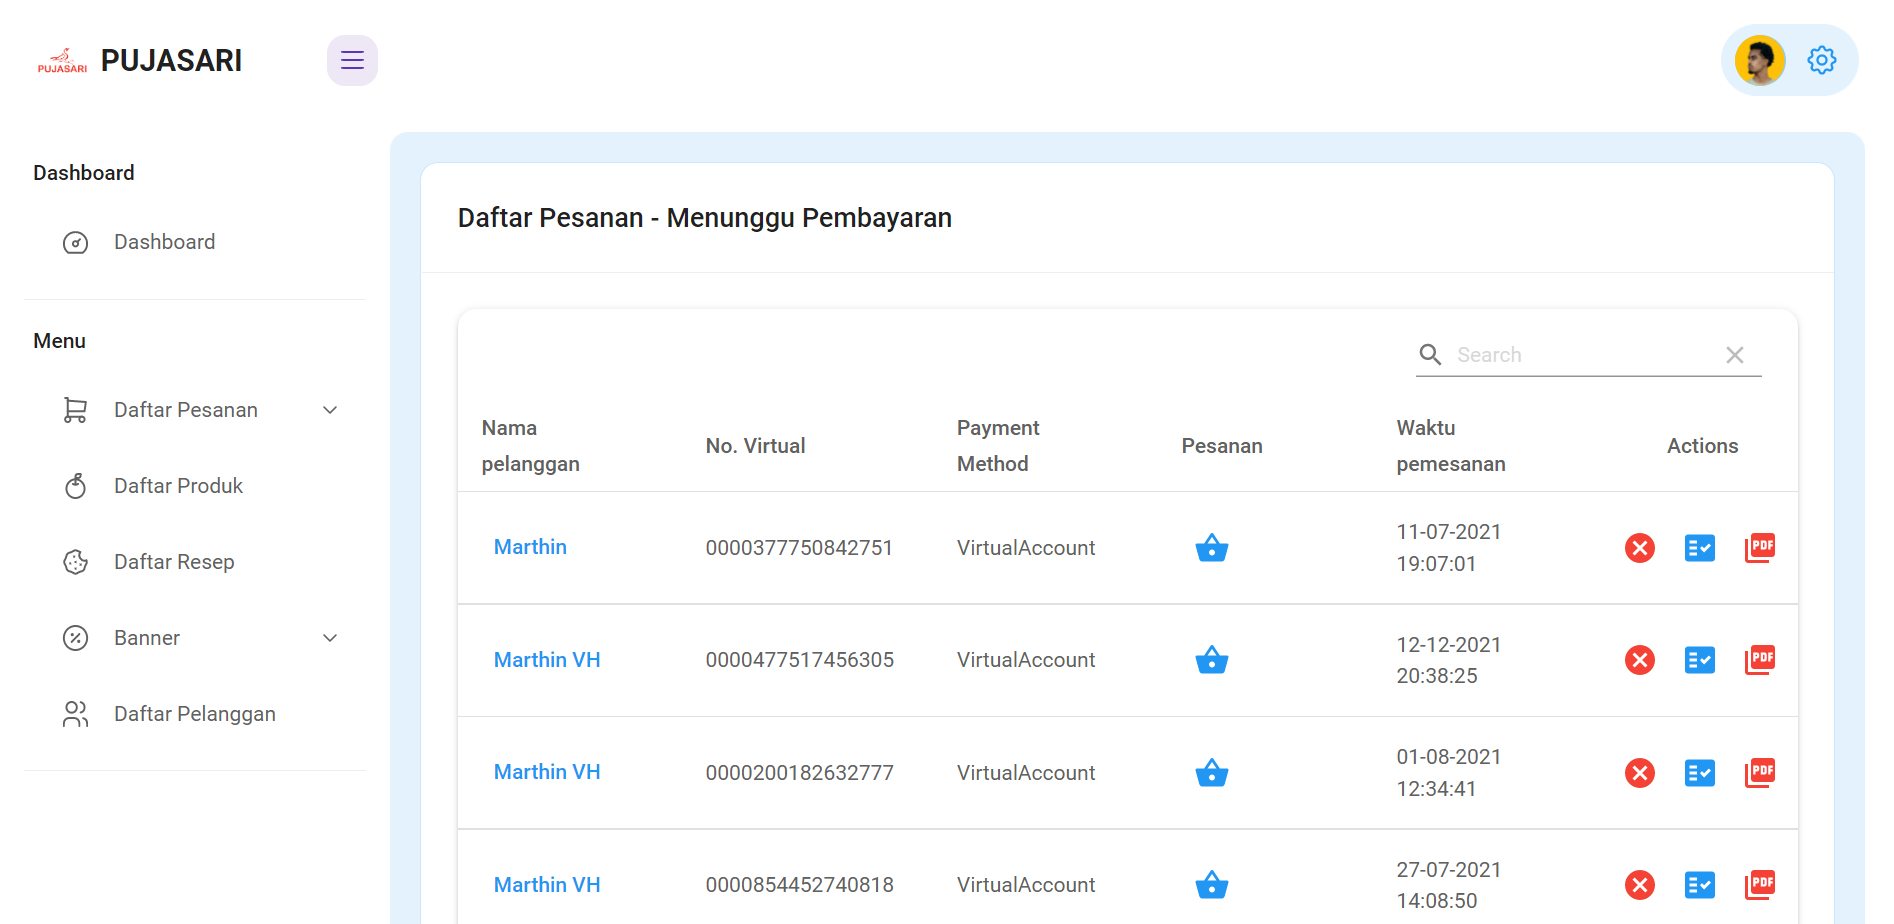 PUJASARI
PUJASARI
Dashboard
Dashboard
Menu
Daftar Pesanan
Daftar Produk
Daftar Resep
Banner
Daftar Pelanggan
Daftar Pesanan - Menunggu Pembayaran
Search
Nama pelanggan
No. Virtual
Payment Method
Pesanan
Waktu pemesanan
Actions
Marthin
0000377750842751
VirtualAccount
11-07-2021
19:07:01
PDF
Marthin VH
0000477517456305
VirtualAccount
12-12-2021
20:38:25
PDF
Marthin VH
0000200182632777
VirtualAccount
01-08-2021
12:34:41
PDF
Marthin VH
0000854452740818
VirtualAccount
27-07-2021
14:08:50
PDF